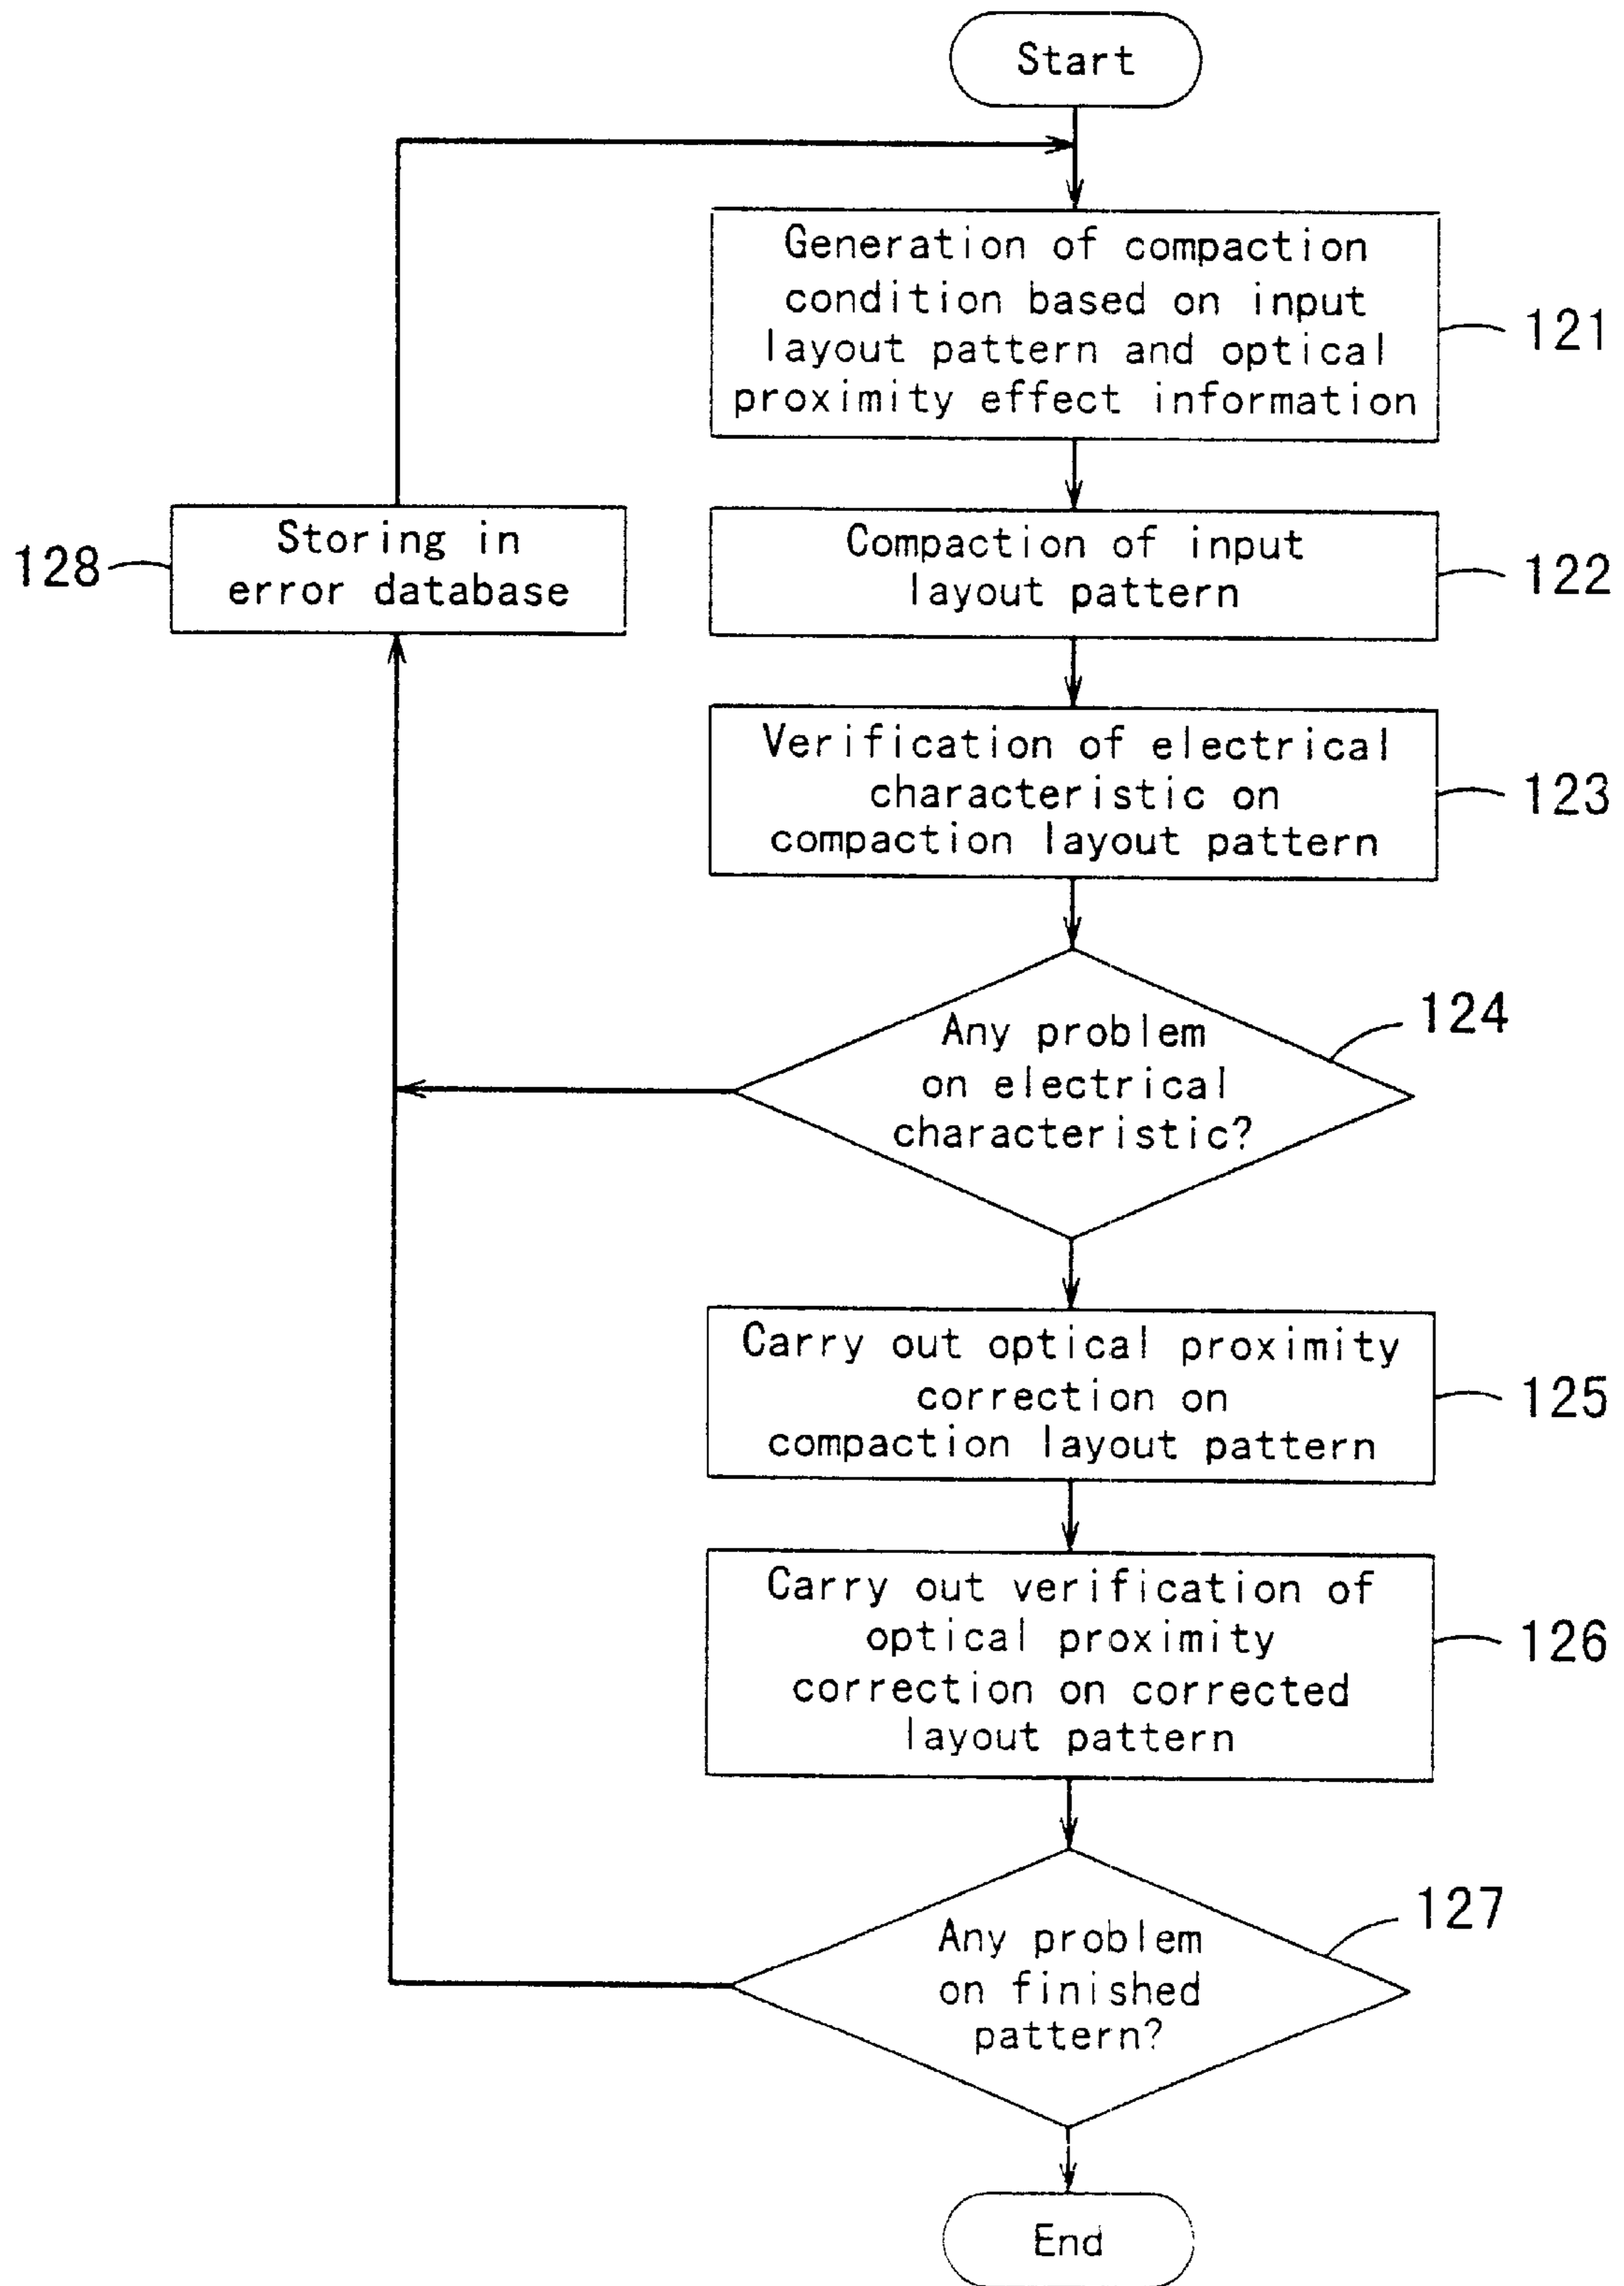 Start
Generation of compaction
condition based on input
layout pattern and optical
proximity effect information
121
Storing in
error database
128
Compaction of input
layout pattern
122
Verification of electrical
characteristic on
compaction layout pattern
123
Any problem
on electrical
characteristic?
124
Carry out optical proximity
correction on
compaction layout pattern
125
Carry out verification of
optical proximity
correction on corrected
layout pattern
126
Any problem
on finished
pattern?
127
End